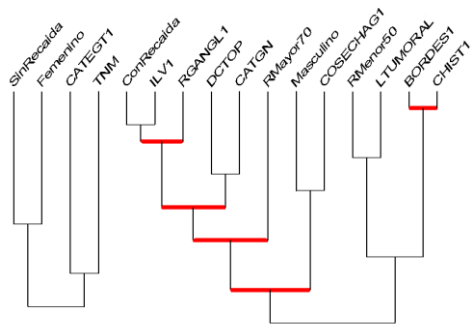 SinRecaida
Femenino
CATEGT1
TNM
ConRecaida
ILV1
RGANGL1
DCTOP
CATGN
RMayor70
Masculino
COSECHAG1
RMenor50
LTUMORAL
BORDES1
CHIST1